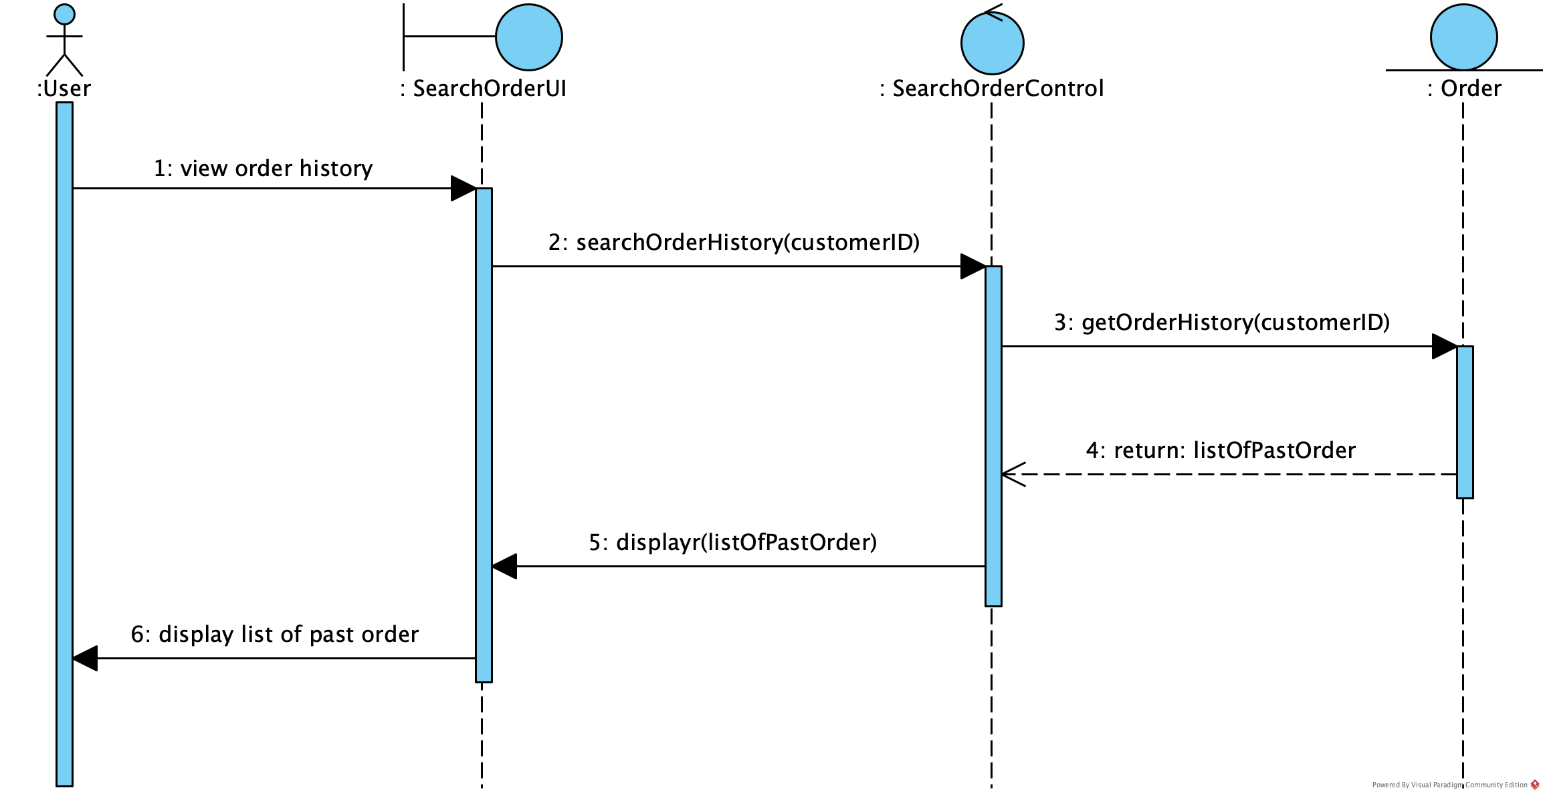 :User
: SearchOrderUI
: SearchOrderControl
: Order
1: view order history
2: searchOrderHistory(customerID)
3: getOrderHistory(customerID)
4: return: listOfPastOrder
5: displayr(listOfPastOrder)
6: display list of past order
Powered By Visual Paradigm Community Edition